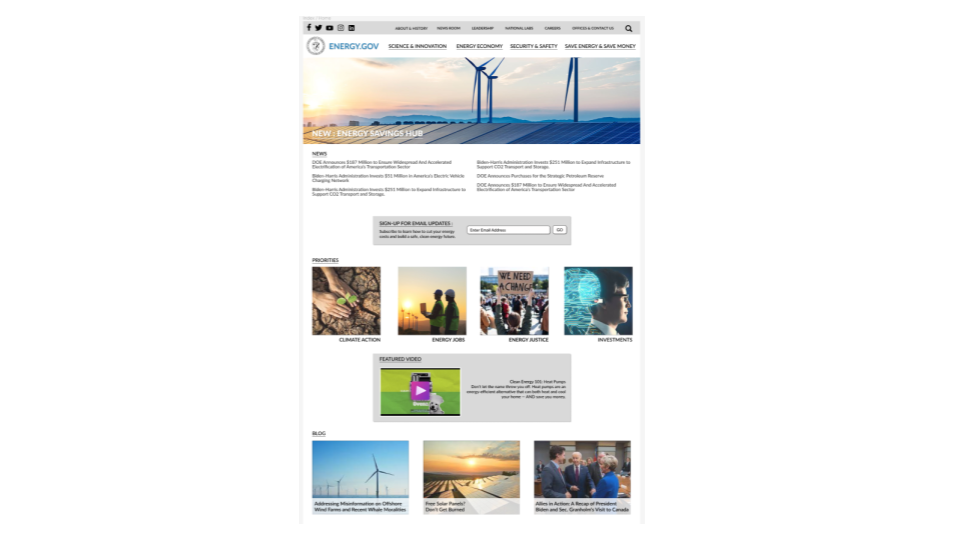 ABOUT & HISTORY NEWS ROOM LEADERSHIP NATIONAL LABS CAREERS OFFICES & CONTACT US
ENERGY.GOV SCIENCE & INNOVATION ENERGY ECONOMY SECURITY & SAFETY SAVE ENERGY & SAVE MONEY
NEW : ENERGY SAVINGS HUB
NEWS
DOE Announces $187 Million to Ensure Widespread And Accelerated
Electrification of America's Transportation Sector
Biden-Harris Administration Invests $51 Million in America's Electric Vehicle
Charging Network
Biden-Harris Administration Invests $251 Million to Expand Infrastructure to
Support CO2 Transport and Storage.
Biden-Harris Administration Invests $251 Million to Expand Infrastructure to
Support CO2 Transport and Storage.
DOE Announces Purchases for the Strategic Petroleum Reserve
DOE Announces $187 Million to Ensure Widespread And Accelerated
Electrification of America's Transportation Sector
SIGN-UP FOR EMAIL UPDATES :
Subscribe to learn how to cut your energy
costs and build a safe, clean energy future.
Enter Email Address
GO
PRIORITIES
WE NEED
A CHANGE
CLIMATE ACTION
ENERGY JOBS
ENERGY JUSTICE
INVESTMENTS
FEATURED VIDEO
Clean Energy 101: Heat Pumps
Don't let the name throw you off. Heat pumps are an
energy-efficient alternative that can both heat and cool
your home — AND save you money.
BLOG
Addressing Misinformation on Offshore
Wind Farms and Recent Whale Moralities
Free Solar Panels?
Don't Get Burned
Allies in Action: A Recap of President
Biden and Sec. Granholm's Visit to Canada